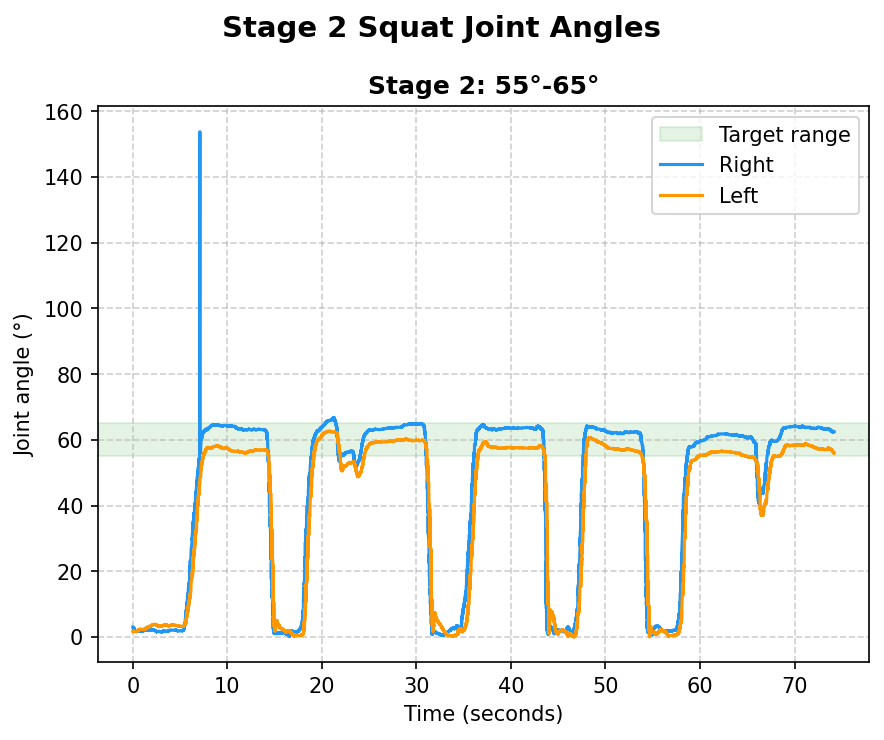 Stage 2 Squat Joint Angles
Stage 2: 55°-65°
Target range
Right
Left
Joint angle (°)
160
140
120
100
80
60
40
20
0
0 10 20 30 40 50 60 70
Time (seconds)